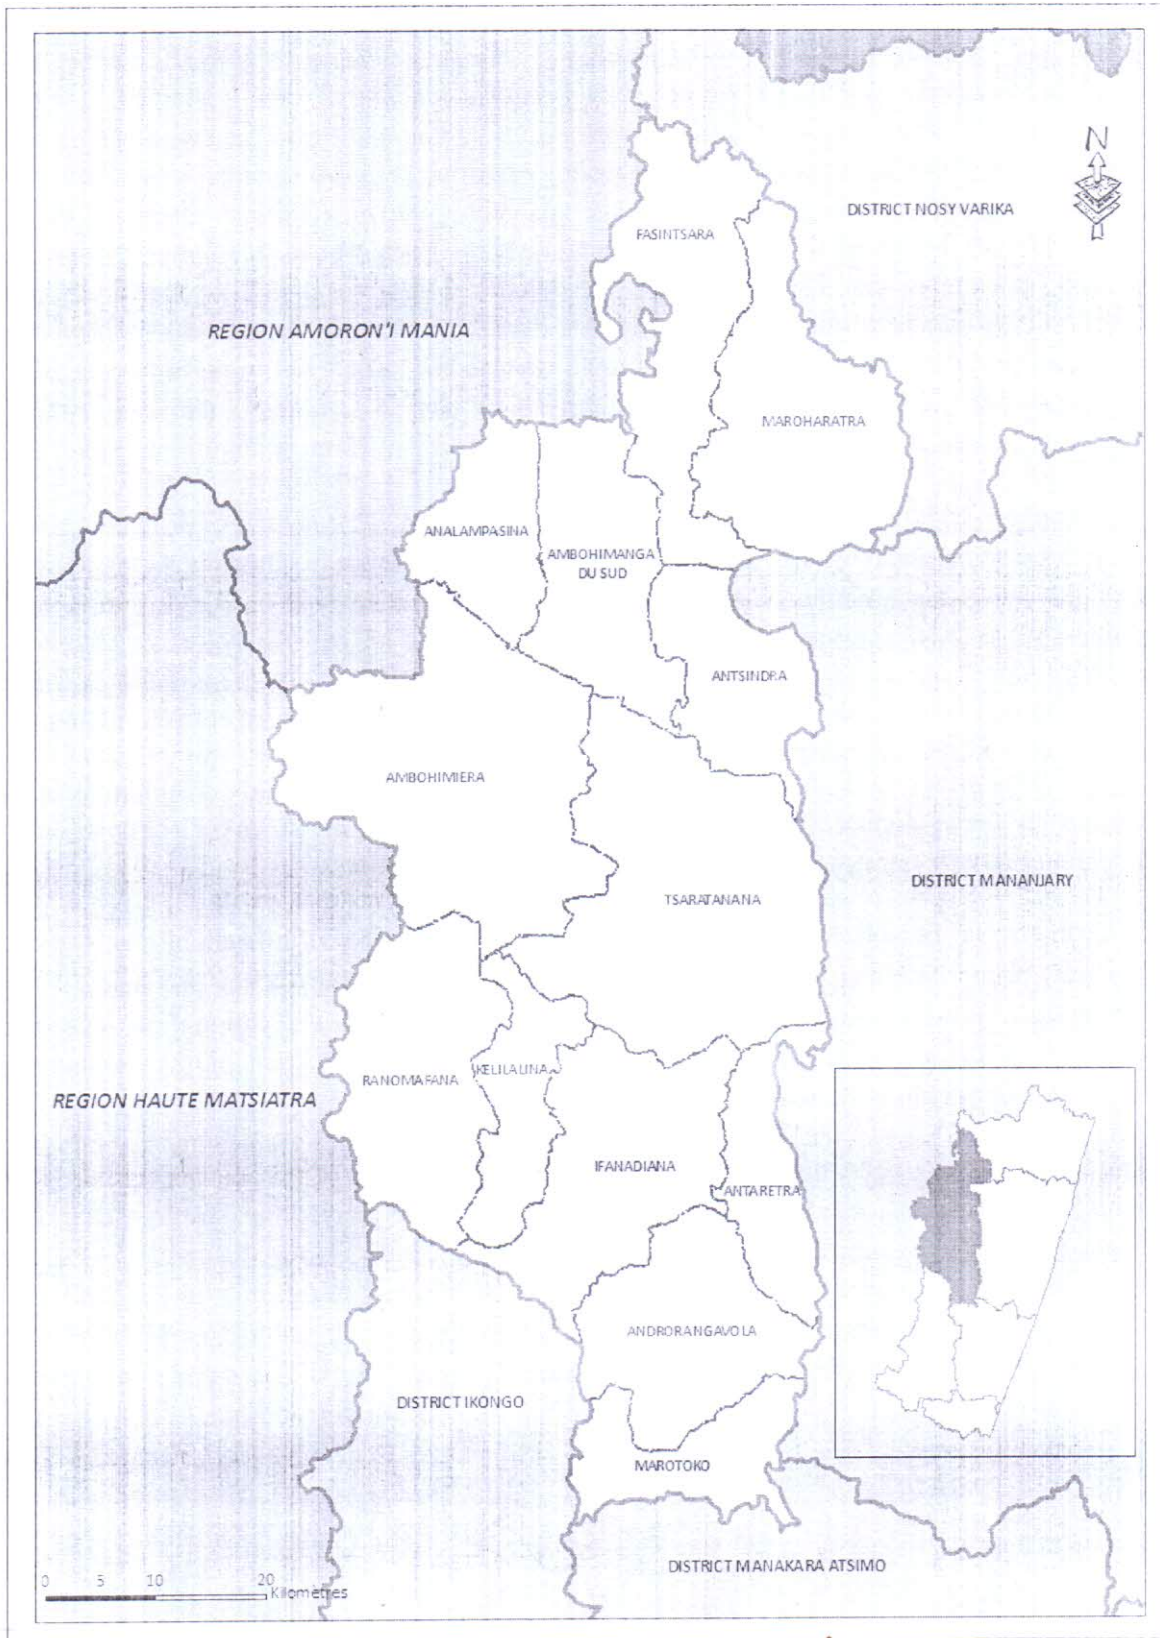 N
DISTRICT NOSY VARIKA
FASINTSARA
REGION AMORON'I MANIA
MAROHARATRA
ANALAMPASINA
AMBOHIMANGA
DU SUD
ANTSINDRA
AMBOHIMIERA
DISTRICT MANANJARY
TSARATANANA
KELILALINA
RANOMAFANA
REGION HAUTE MATSIATRA
IFANADIANA
ANTARETRA
ANDRORANGAVOLA
DISTRICT IKONGO
MAROTOKO
DISTRICT MANAKARA ATSIMO
0 5 10 20
Kilomètres